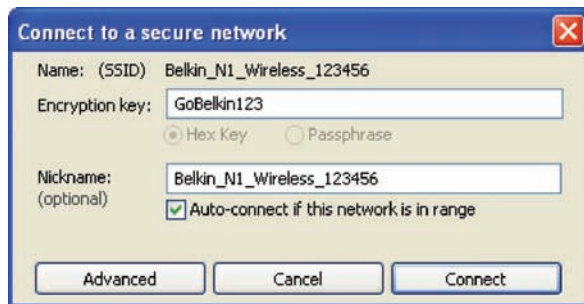 Connect to a secure network
Name: (SSID) Belkin_N1_Wireless_123456
Encryption key: GoBelkin123
Hex Key Passphrase
Nickname: Belkin_N1_Wireless_123456
(optional)
Auto-connect if this network is in range
Advanced Cancel Connect